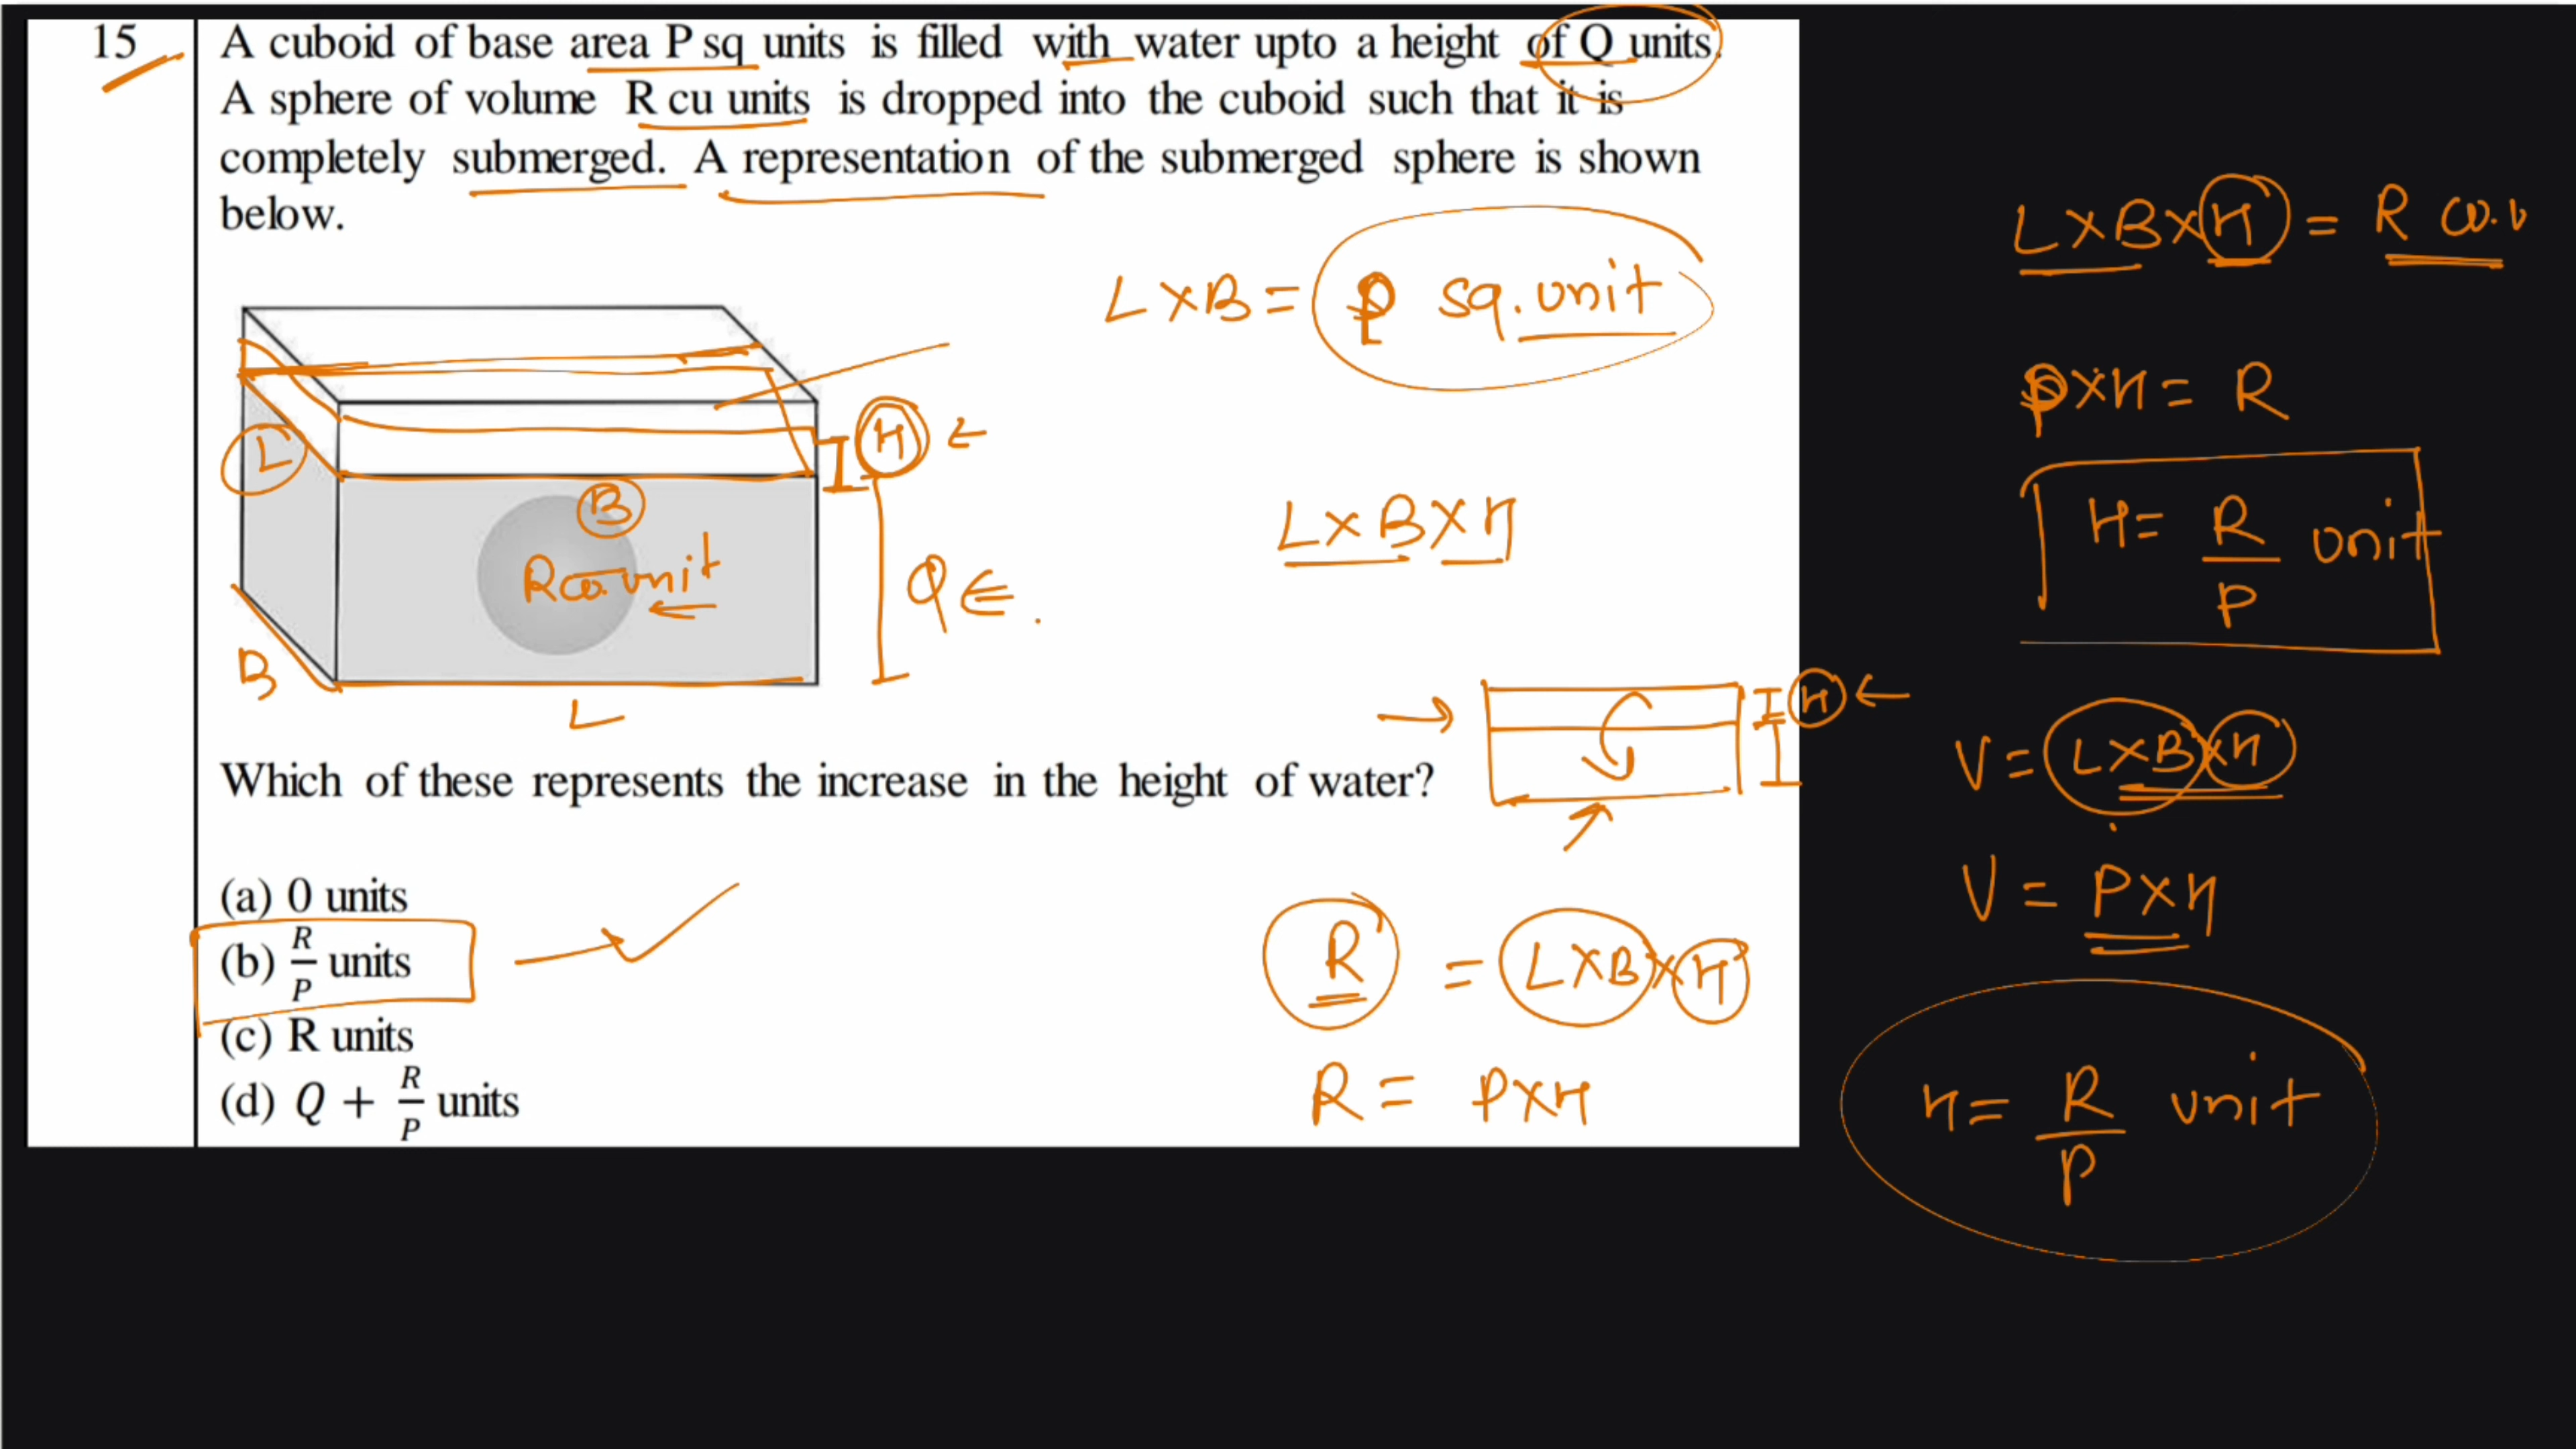 15
A cuboid of base area P sq units is filled with water upto a height of Q units.
A sphere of volume R cu units is dropped into the cuboid such that it is
completely submerged. A representation of the submerged sphere is shown
below.
L×B = P sq. unit
L×B×H = R cu.u
P×H = R
H = R/P unit
H
L
B
R cu. unit
Q
B
L
L×B×H
H
V = L×B×H
V = P×H
Which of these represents the increase in the height of water?
(a) 0 units
(b) R/P units
(c) R units
(d) Q + R/P units
R = L×B×H
R = P×H
H = R/P unit